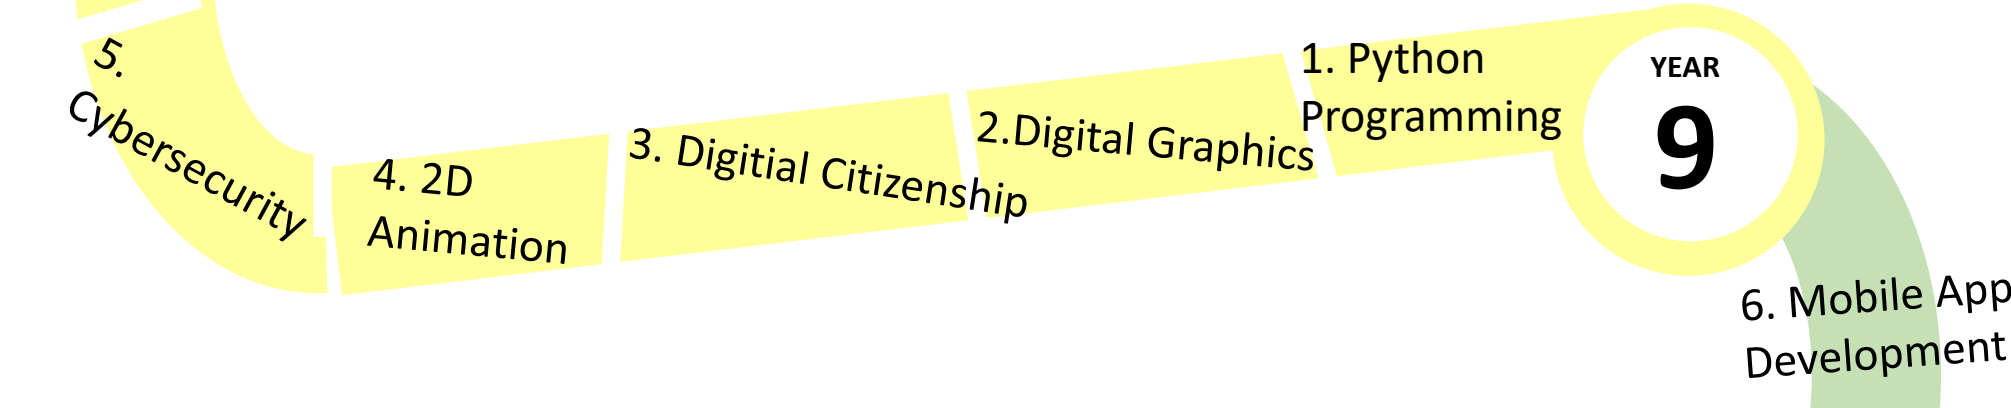 YEAR
9
1. Python
Programming
2.Digital Graphics
3. Digitial Citizenship
4. 2D
Animation
5.
Cybersecurity
6. Mobile App
Development